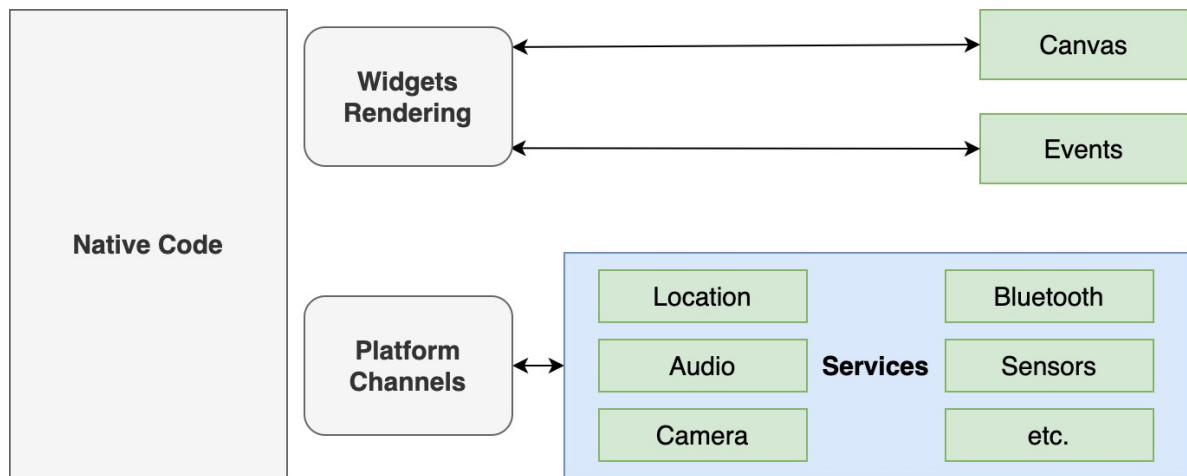 Native Code
Widgets
Rendering
Canvas
Events
Platform
Channels
Location
Bluetooth
Audio
Services
Sensors
Camera
etc.